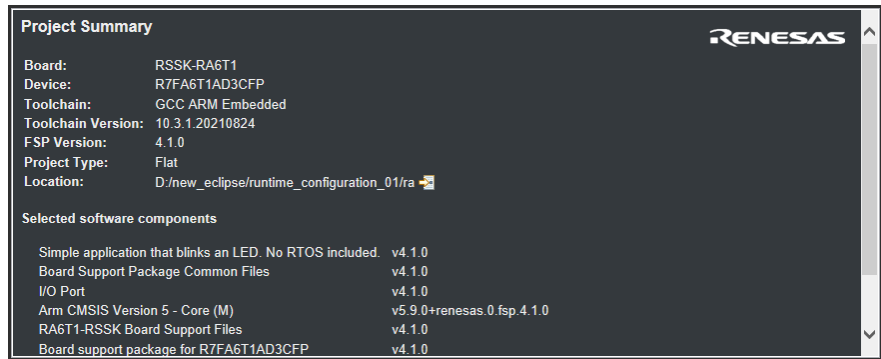 Project Summary
RENESAS
Board: RSSK-RA6T1
Device: R7FA6T1AD3CFP
Toolchain: GCC ARM Embedded
Toolchain Version: 10.3.1.20210824
FSP Version: 4.1.0
Project Type: Flat
Location: D:/new_eclipse/runtime_configuration_01/ra
Selected software components
Simple application that blinks an LED. No RTOS included. v4.1.0
Board Support Package Common Files v4.1.0
I/O Port v4.1.0
Arm CMSIS Version 5 - Core (M) v5.9.0+renesas.0.fsp.4.1.0
RA6T1-RSSK Board Support Files v4.1.0
Board support package for R7FA6T1AD3CFP v4.1.0